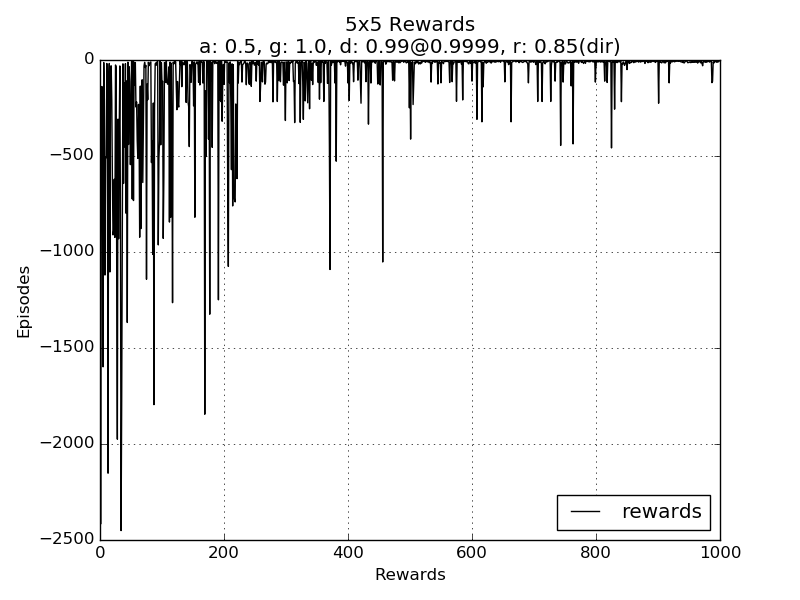 5x5 Rewards
a: 0.5, g: 1.0, d: 0.99@0.9999, r: 0.85(dir)
0
−500
−1000
−1500
−2000
−2500
Episodes
0 200 400 600 800 1000
Rewards
rewards